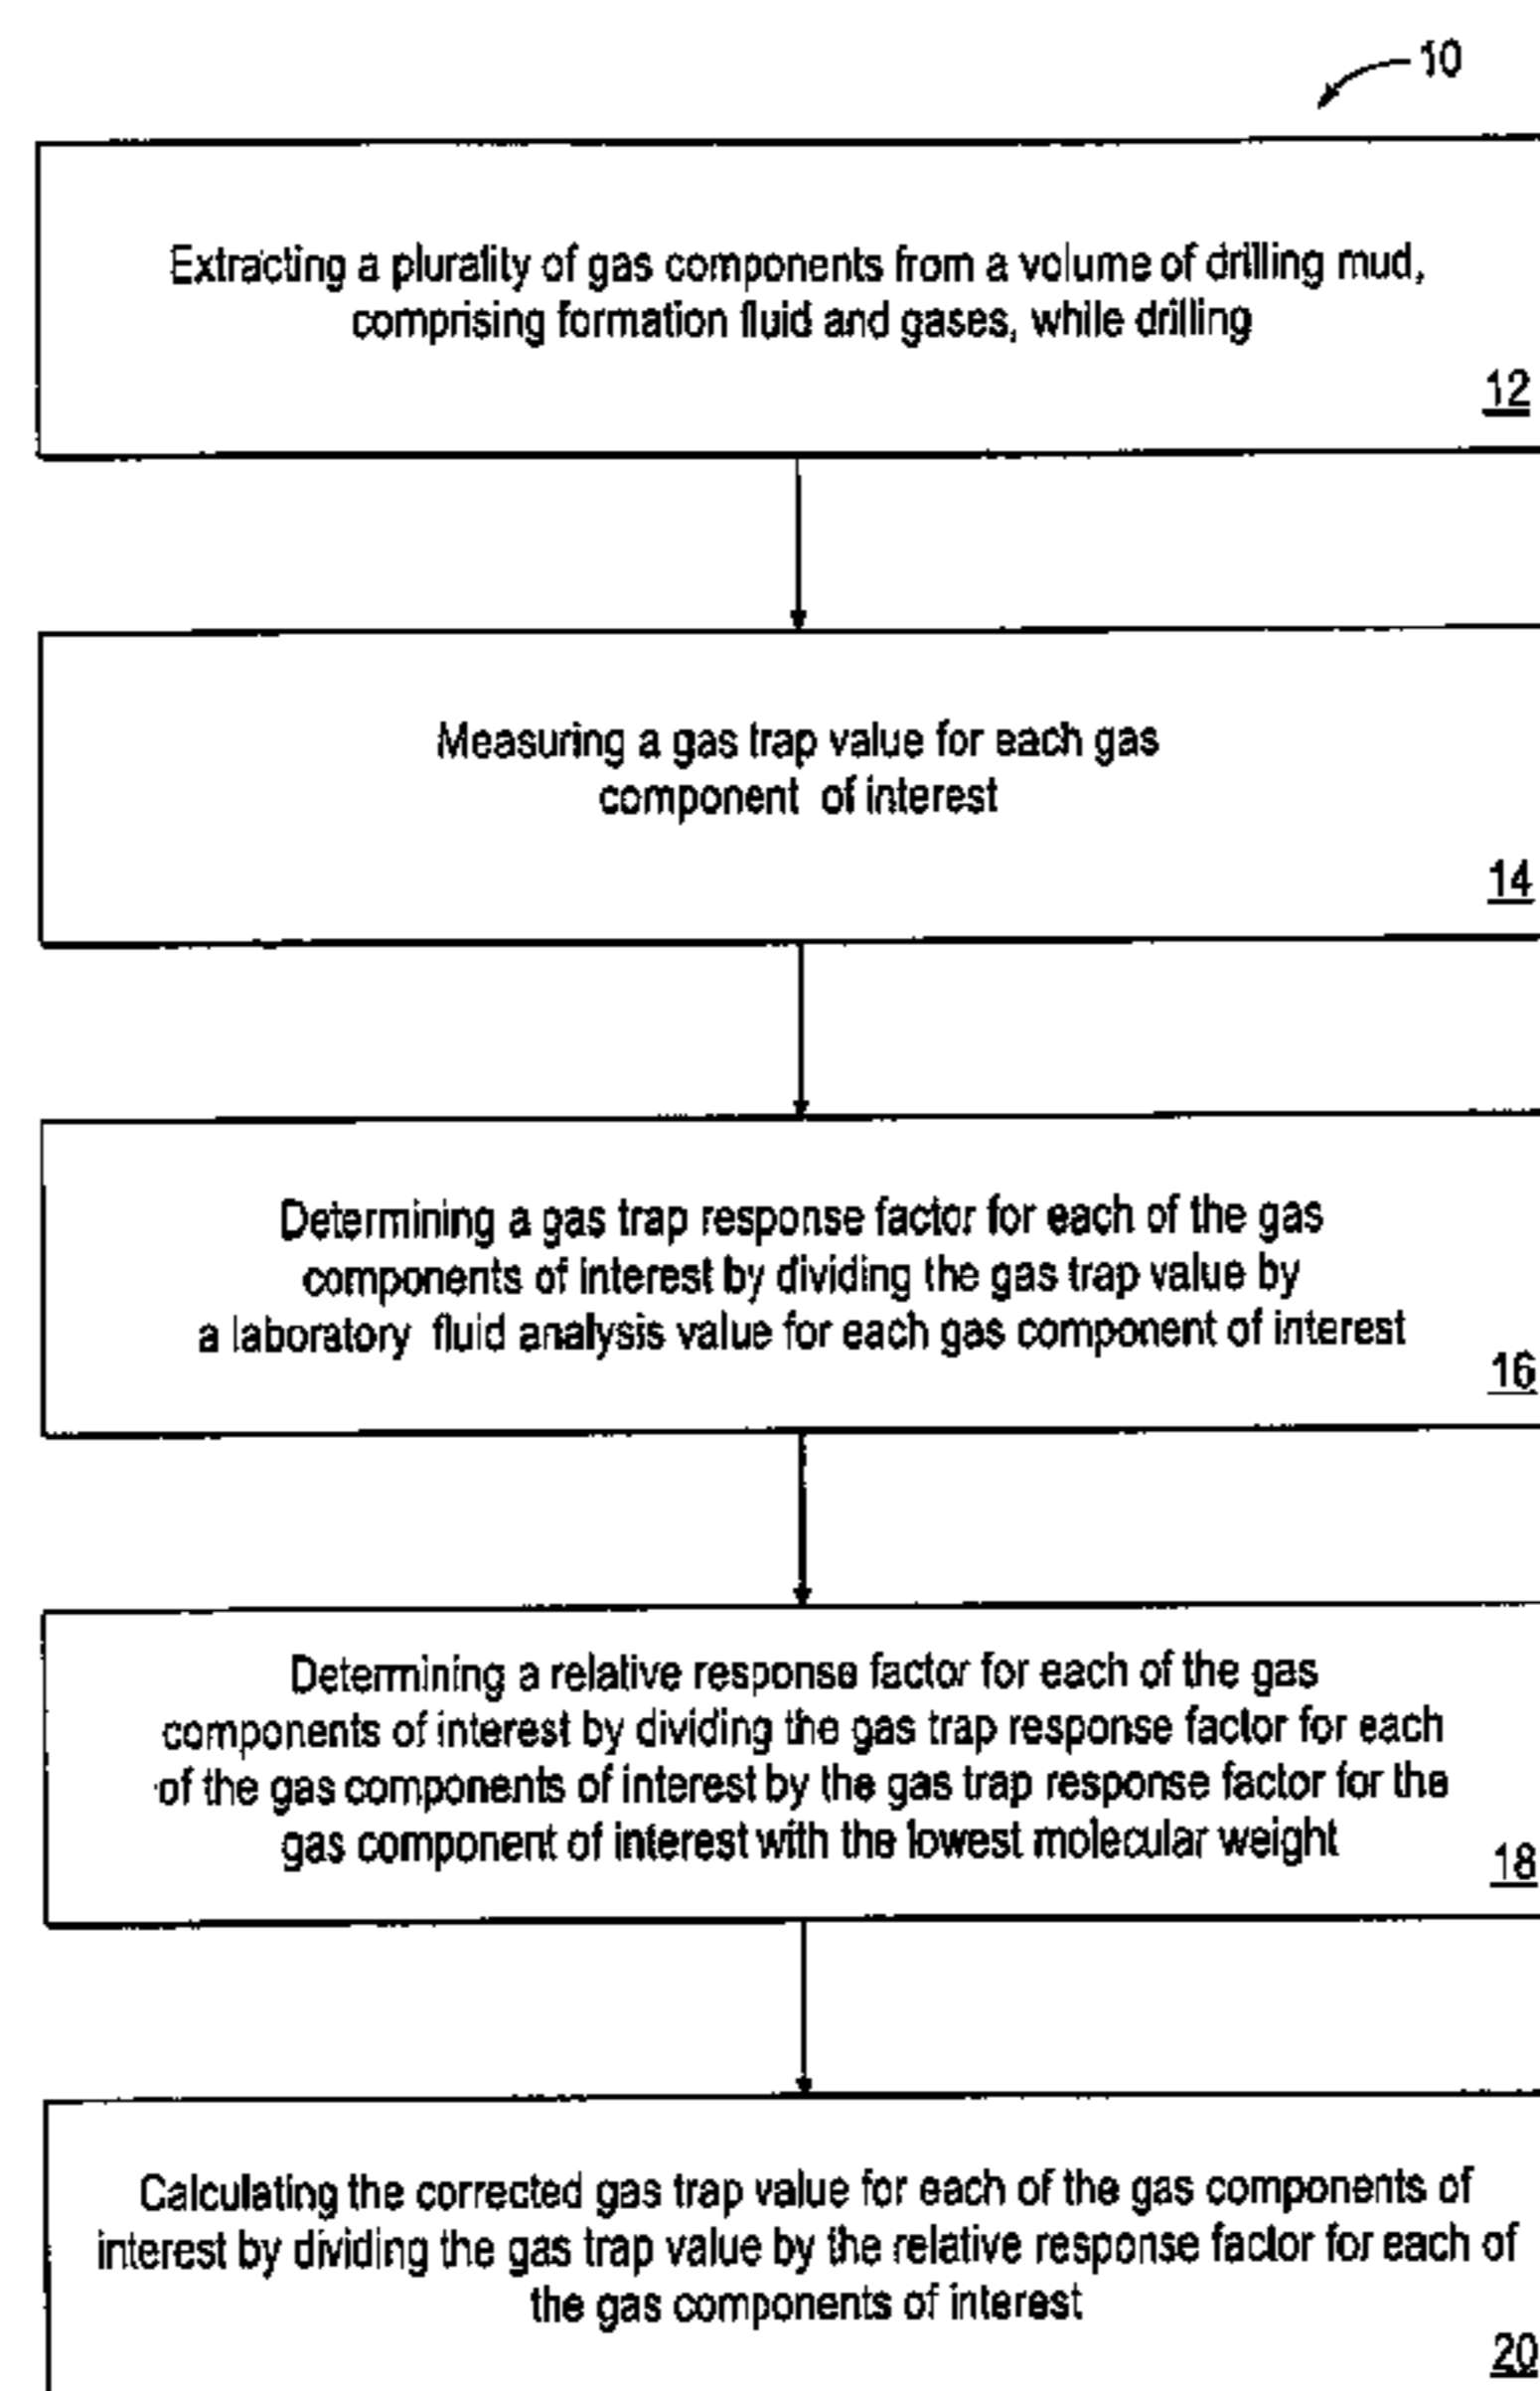 10
Extracting a plurality of gas components from a volume of drilling mud,
comprising formation fluid and gases, while drilling
12
Measuring a gas trap value for each gas
component of interest
14
Determining a gas trap response factor for each of the gas
components of interest by dividing the gas trap value by
a laboratory fluid analysis value for each gas component of interest
16
Determining a relative response factor for each of the gas
components of interest by dividing the gas trap response factor for each
of the gas components of interest by the gas trap response factor for the
gas component of interest with the lowest molecular weight
18
Calculating the corrected gas trap value for each of the gas components of
interest by dividing the gas trap value by the relative response factor for each of
the gas components of interest
20